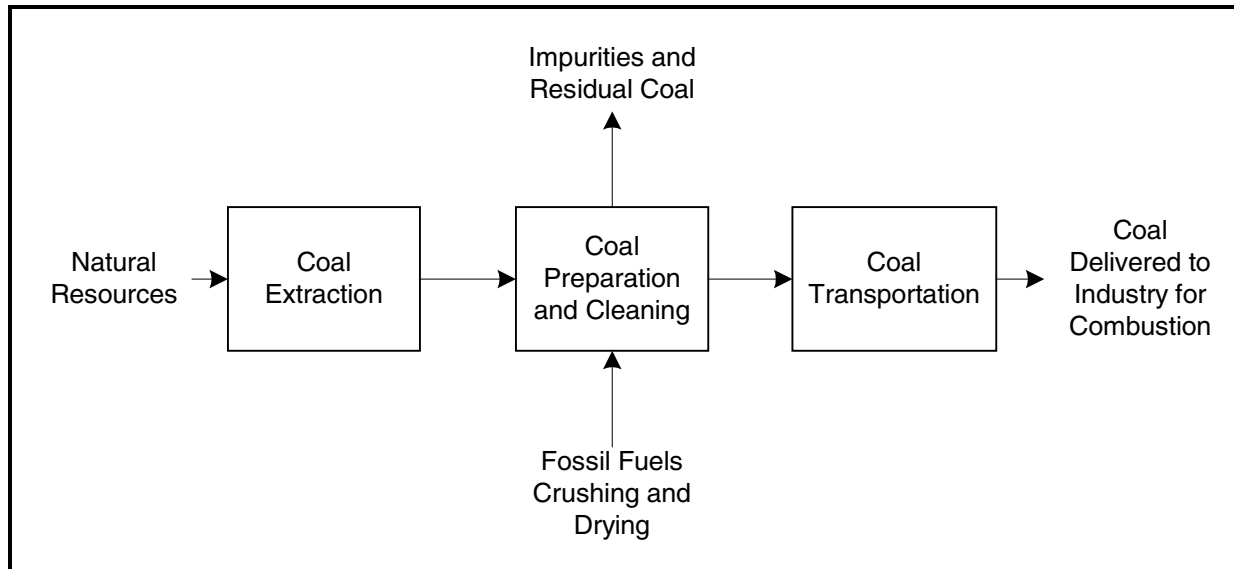 Impurities and
Residual Coal
Natural
Resources
Coal
Extraction
Coal
Preparation
and Cleaning
Coal
Transportation
Coal
Delivered to
Industry for
Combustion
Fossil Fuels
Crushing and
Drying